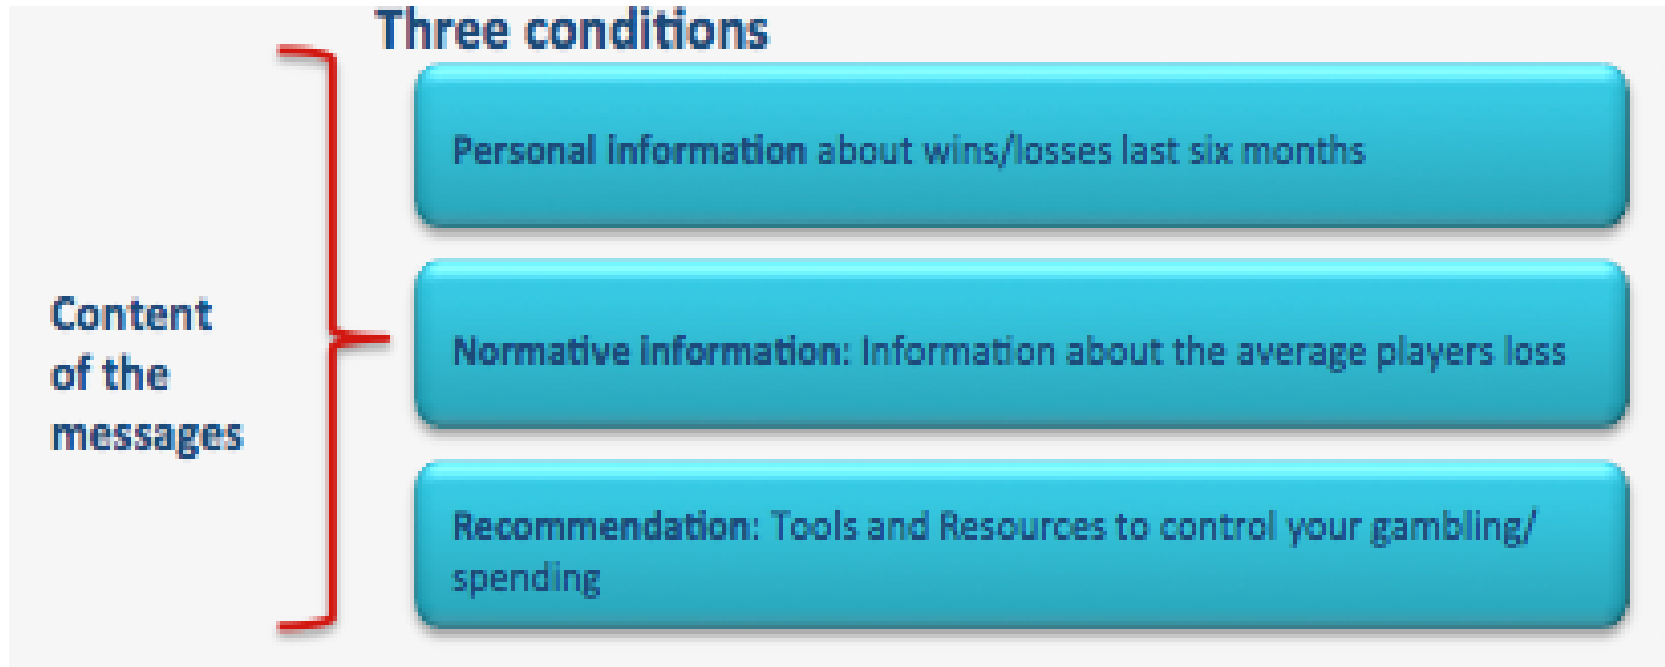 Three conditions
Personal information about wins/losses last six months
Content
of the
messages
Normative information: Information about the average players loss
Recommendation: Tools and Resources to control your gambling/
spending